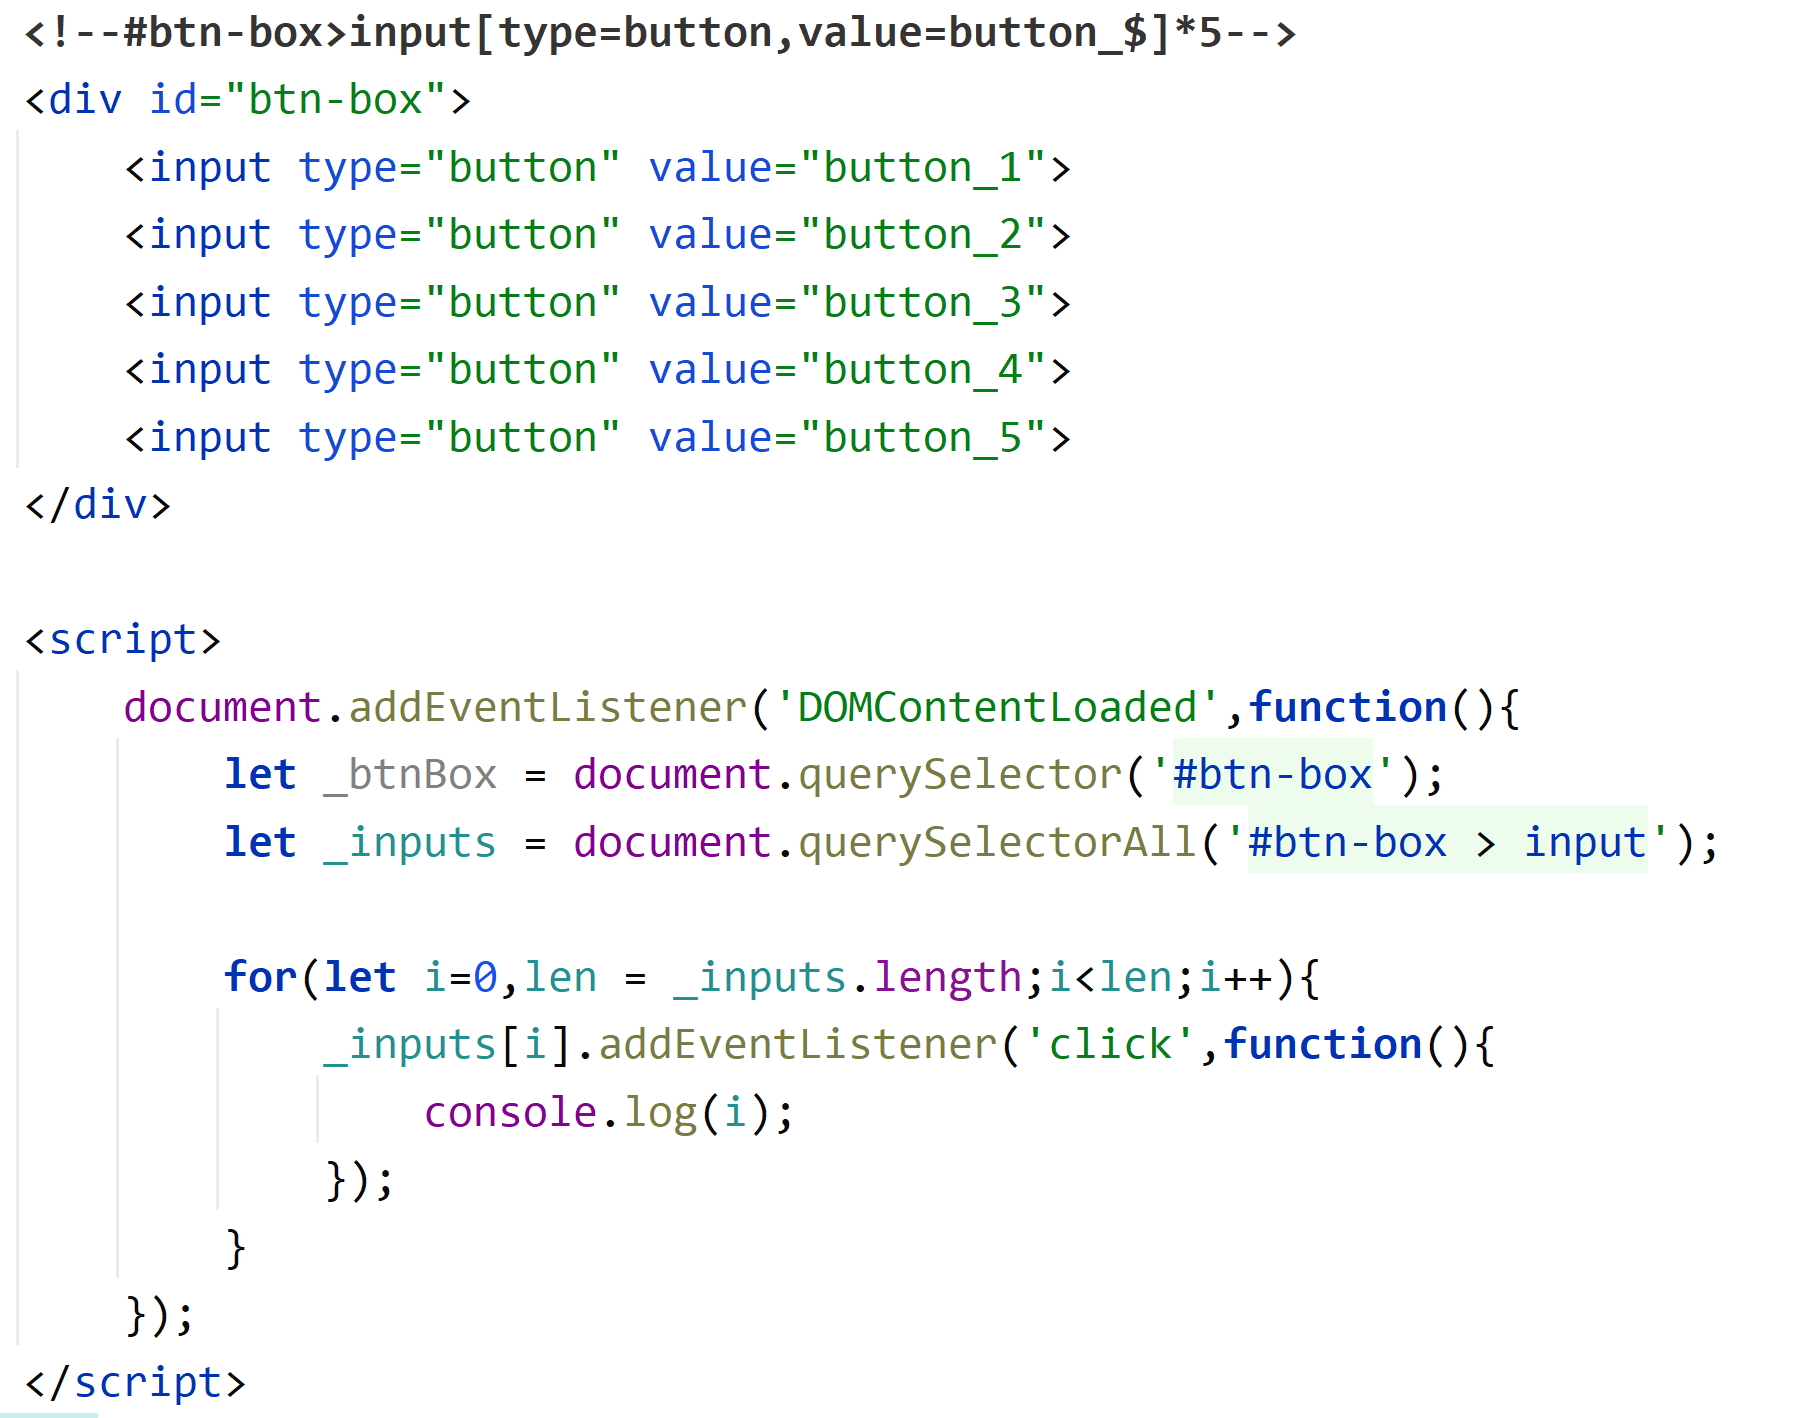 <!--#btn-box>input[type=button,value=button_$]*5-->
<div id="btn-box">
    <input type="button" value="button_1">
    <input type="button" value="button_2">
    <input type="button" value="button_3">
    <input type="button" value="button_4">
    <input type="button" value="button_5">
</div>

<script>
    document.addEventListener('DOMContentLoaded',function(){
        let _btnBox = document.querySelector('#btn-box');
        let _inputs = document.querySelectorAll('#btn-box > input');

        for(let i=0,len = _inputs.length;i<len;i++){
            _inputs[i].addEventListener('click',function(){
                console.log(i);
            });
        }
    });
</script>